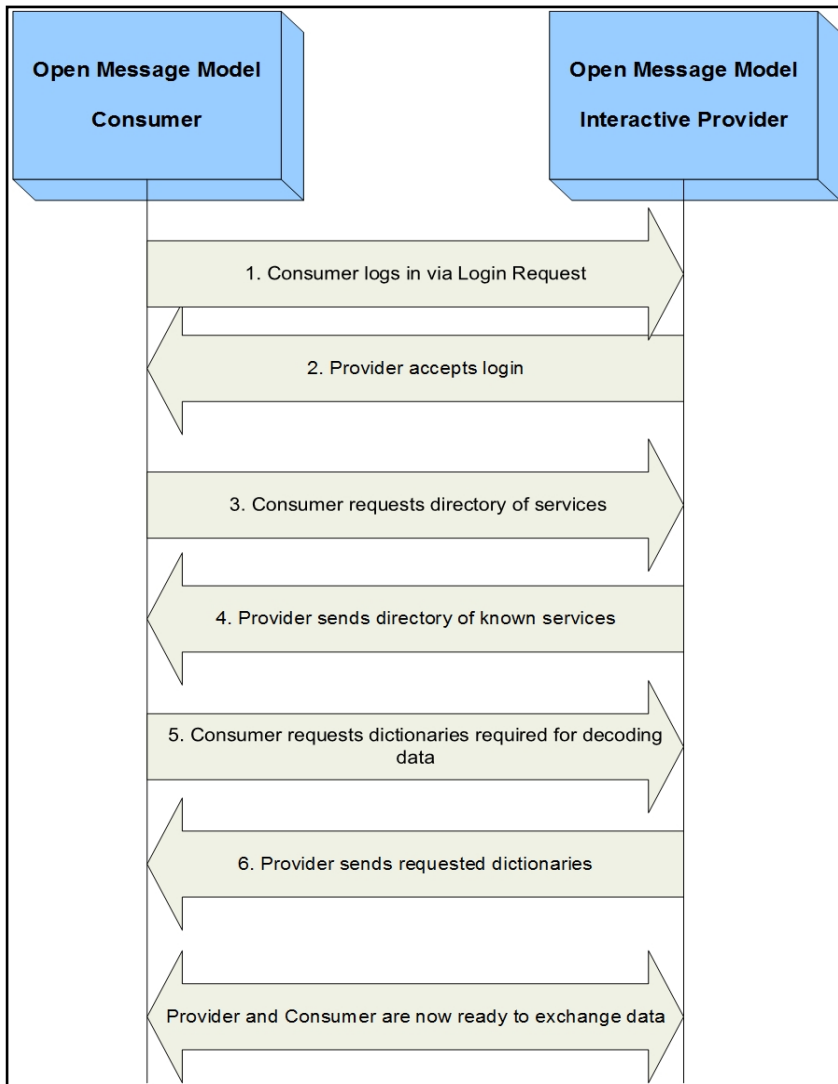 Open Message Model
Consumer
Open Message Model
Interactive Provider
1. Consumer logs in via Login Request
2. Provider accepts login
3. Consumer requests directory of services
4. Provider sends directory of known services
5. Consumer requests dictionaries required for decoding
data
6. Provider sends requested dictionaries
Provider and Consumer are now ready to exchange data